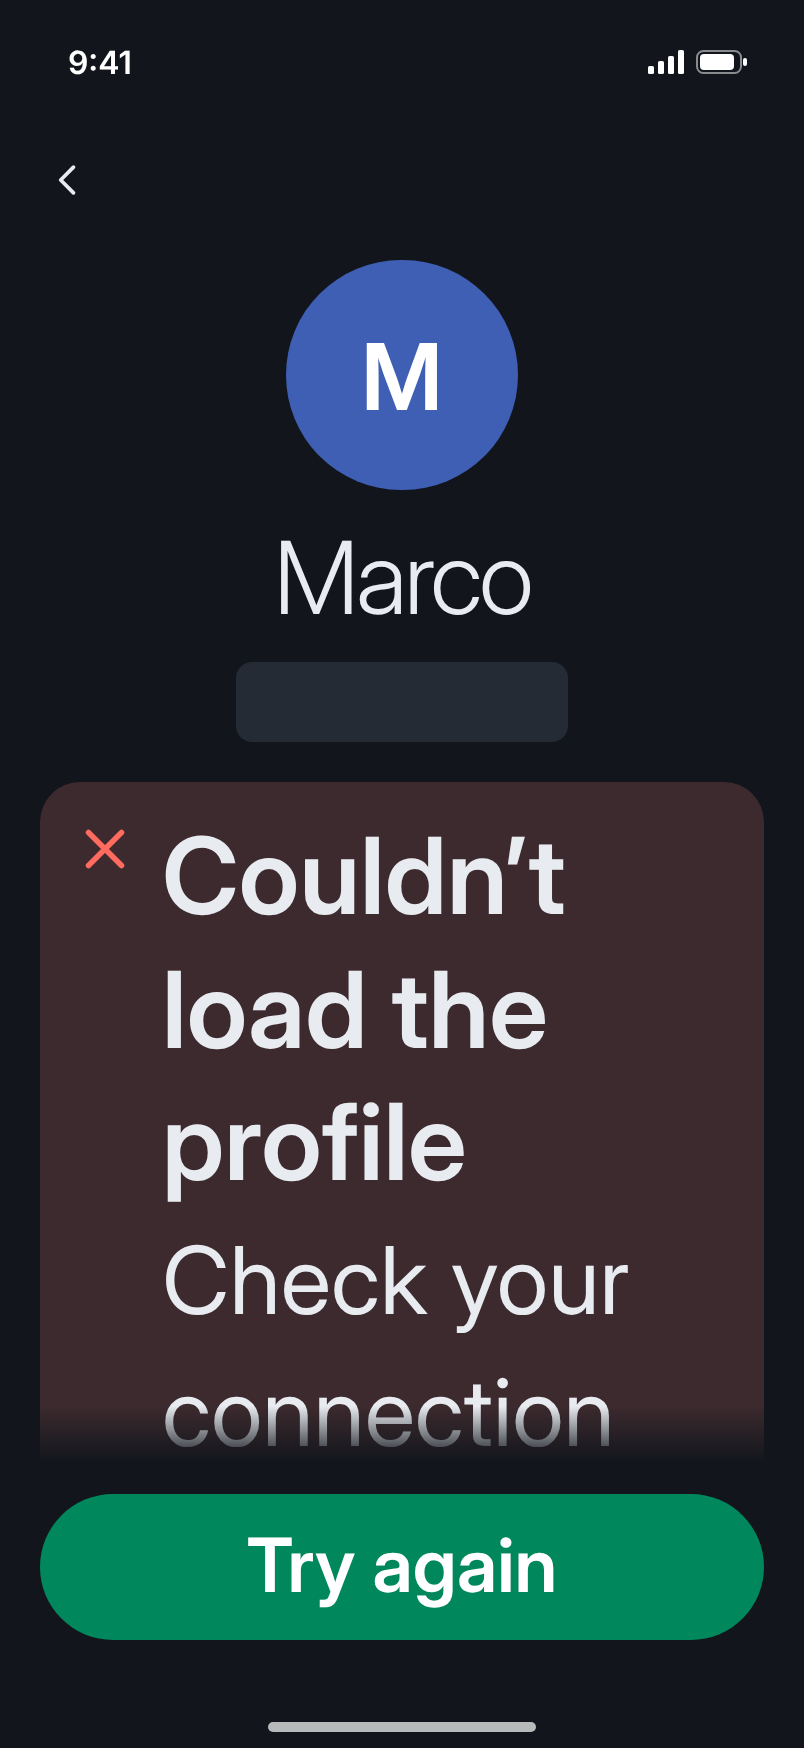 9:41
M
Marco
Couldn't
load the
profile
Check your
connection
Try again